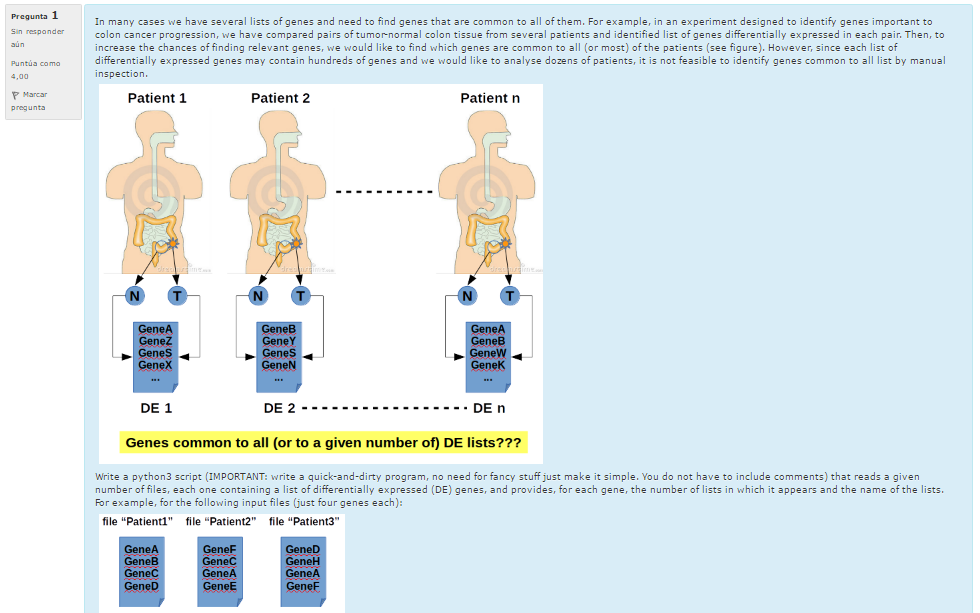 Pregunta 1
Sin responder
aún
Puntúa como
4,00
Marcar
pregunta
In many cases we have several lists of genes and need to find genes that are common to all of them. For example, in an experiment designed to identify genes important to
colon cancer progression, we have compared pairs of tumor-normal colon tissue from several patients and identified list of genes differentially expressed in each pair. Then, to
increase the chances of finding relevant genes, we would like to find which genes are common to all (or most) of the patients (see figure). However, since each list of
differentially expressed genes may contain hundreds of genes and we would like to analyse dozens of patients, it is not feasible to identify genes common to all list by manual
inspection.
Patient 1 Patient 2 Patient n
N T N T N T
GeneA GeneB GeneA
GeneZ GeneY GeneB
GeneS GeneS GeneW
GeneX GeneN GeneK
... ... ...
DE 1 DE 2 DE n
Genes common to all (or to a given number of) DE lists???
Write a python3 script (IMPORTANT: write a quick-and-dirty program, no need for fancy stuff just make it simple. You do not have to include comments) that reads a given
number of files, each one containing a list of differentially expressed (DE) genes, and provides, for each gene, the number of lists in which it appears and the name of the lists.
For example, for the following input files (just four genes each):
file “Patient1” file “Patient2” file “Patient3”
GeneA GeneF GeneD
GeneB GeneC GeneH
GeneC GeneA GeneA
GeneD GeneE GeneF